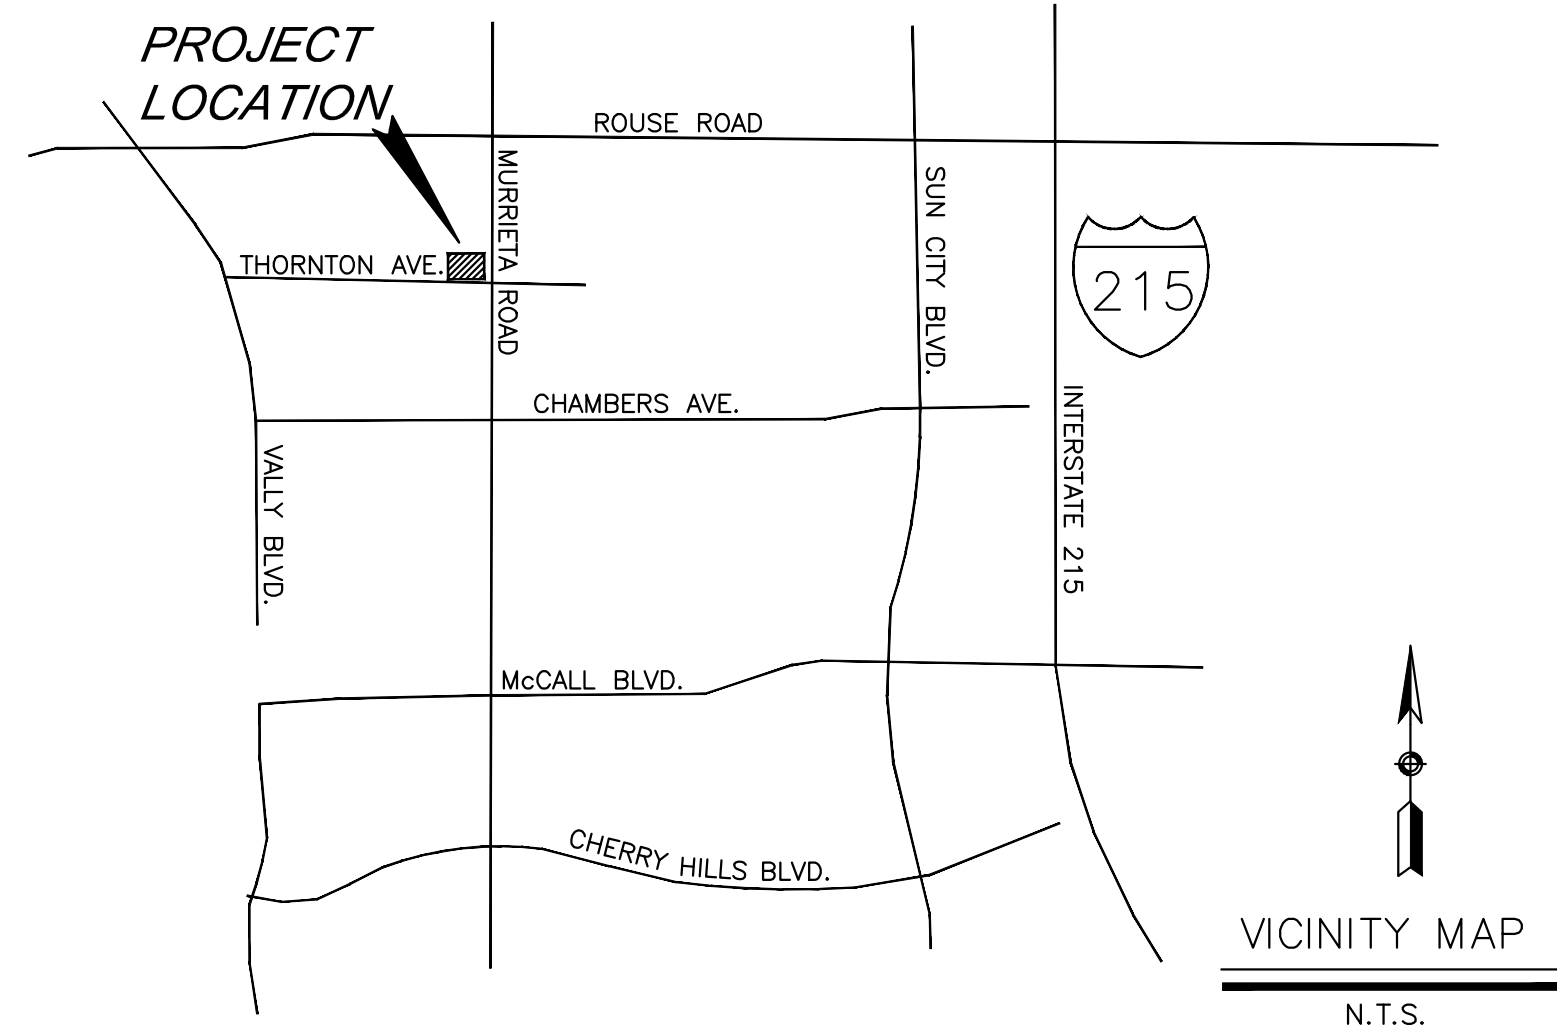 PROJECT
LOCATION
ROUSE ROAD
MURRIETA ROAD
SUN CITY BLVD.
THORNTON AVE.
215
CHAMBERS AVE.
INTERSTATE 215
VALLY BLVD.
McCALL BLVD.
CHERRY HILLS BLVD.
VICINITY MAP
N.T.S.